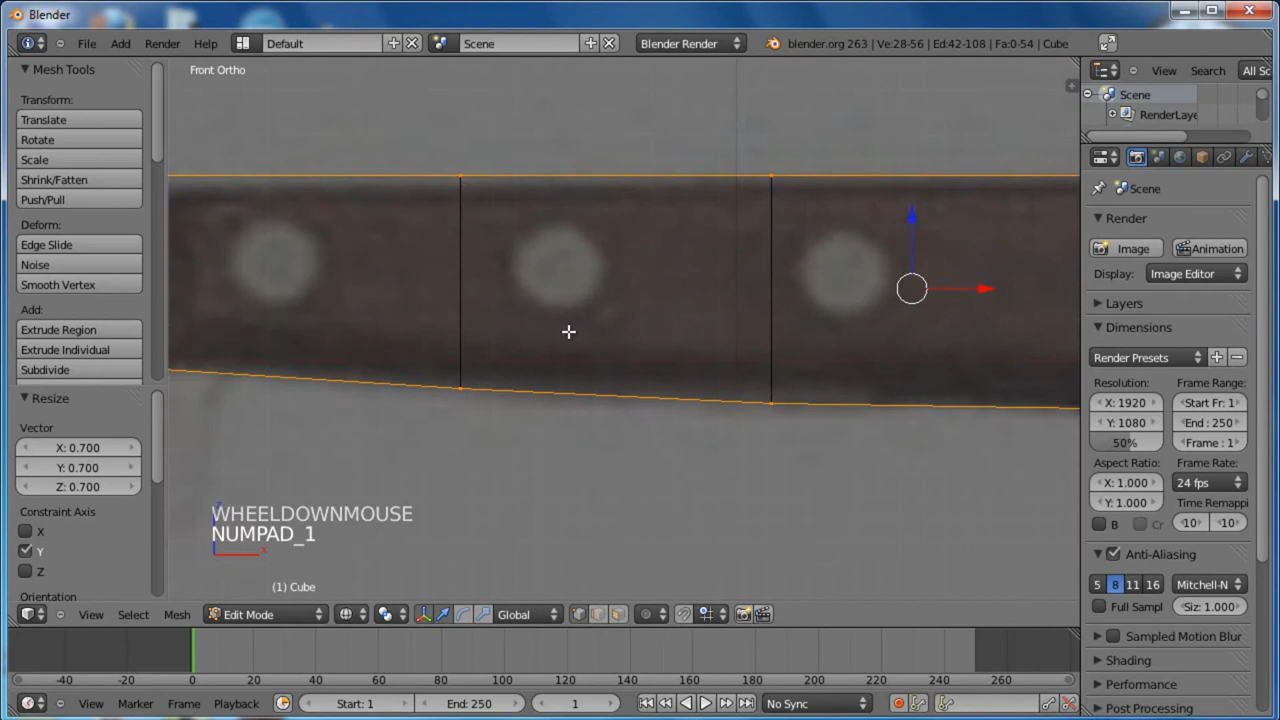 Blender
File Add Render Help Default Scene Blender Render blender.org 263 | Ve:28-56 | Ed:42-108 | Fa:0-54 | Cube
Mesh Tools
Transform:
Translate
Rotate
Scale
Shrink/Fatten
Push/Pull
Deform:
Edge Slide
Noise
Smooth Vertex
Add:
Extrude Region
Extrude Individual
Subdivide
Resize
Vector
X: 0.700
Y: 0.700
Z: 0.700
Constraint Axis
X
Y
Z
Orientation
Front Ortho
WHEELDOWNMOUSE
NUMPAD_1
(1) Cube
View Select Mesh Edit Mode Global
-40 -20 0 20 40 60 80 100 120 140 160 180 200 220 240 260
View Marker Frame Playback Start: 1 End: 250 1 No Sync
View Search All Sc
Scene
RenderLaye
Scene
Render
Image Animation
Display: Image Editor
Layers
Dimensions
Render Presets
Resolution: Frame Range:
X: 1920 Start Fr: 1
Y: 1080 End : 250
50% Frame : 1
Aspect Ratio: Frame Rate:
X: 1.000 24 fps
Y: 1.000 Time Remappi
B Cr 10 10
Anti-Aliasing
5 8 11 16 Mitchell-N
Full Sampl Siz: 1.000
Sampled Motion Blur
Shading
Performance
Post Processing